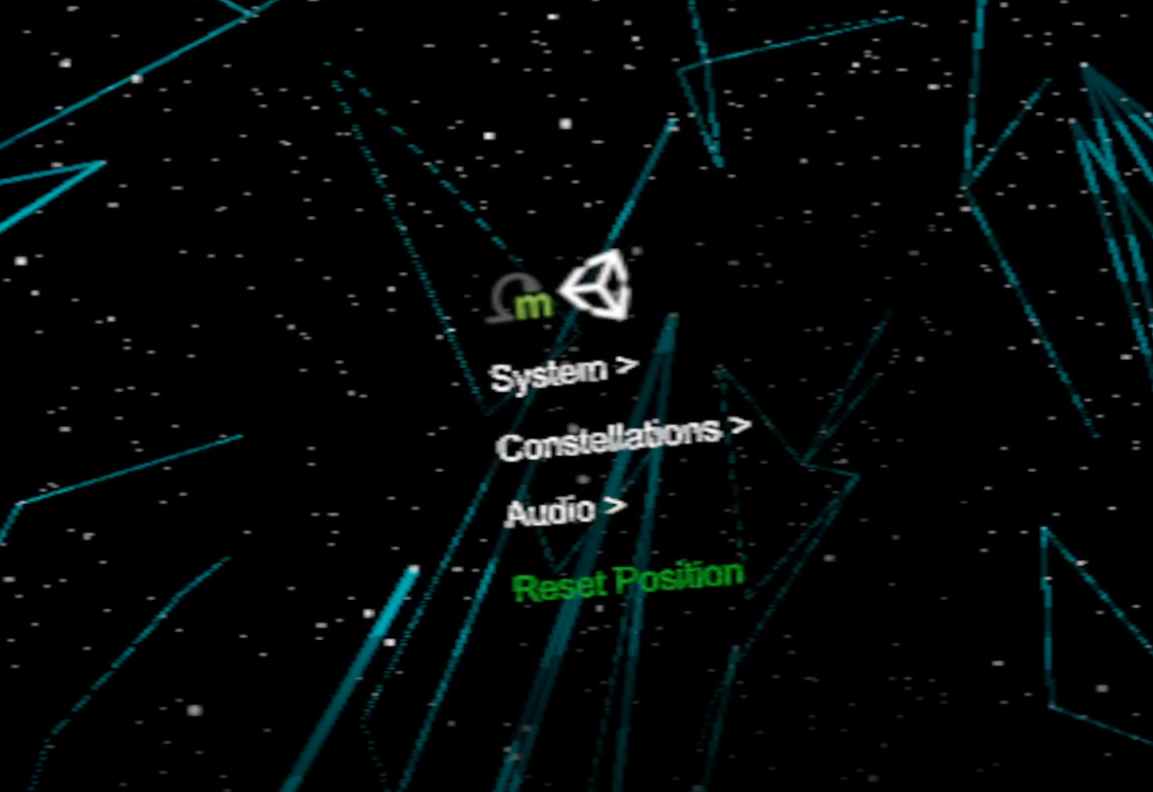 m
System >
Constellations >
Audio >
Reset Position